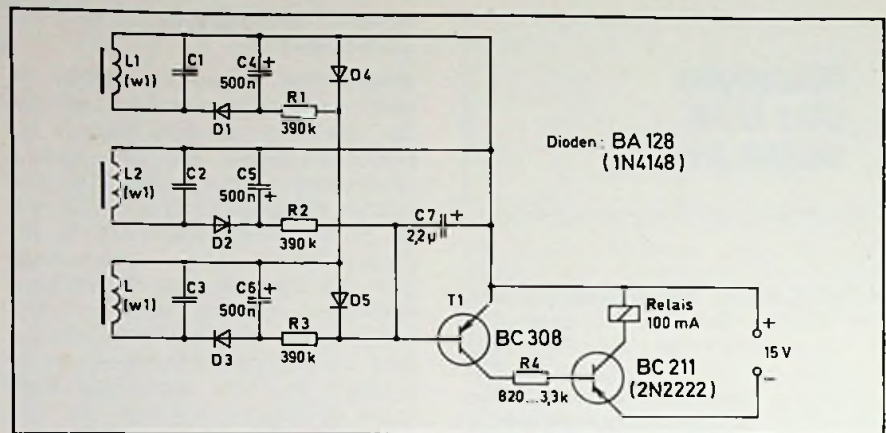 L1
(w1)
C1
C4
500n
+
D4
D1
R1
390k
Dioden: BA 128
(1N4148)
L2
(w1)
C2
C5
500n
+
D2
R2
390k
C7
2,2µ
+
L
(w1)
C3
C6
500n
+
D5
D3
R3
390k
T1
BC 308
Relais
100 mA
+
15 V
−
R4
820...3,3k
BC 211
(2N2222)